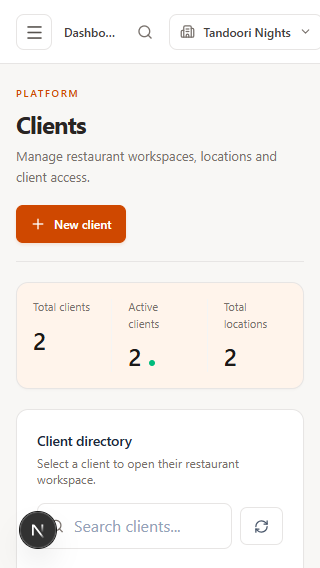 Dashbo...
Tandoori Nights
PLATFORM
Clients
Manage restaurant workspaces, locations and
client access.
New client
Total clients
2
Active
clients
2
Total
locations
2
Client directory
Select a client to open their restaurant
workspace.
N
Search clients...